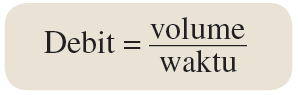 Debit = volume
waktu